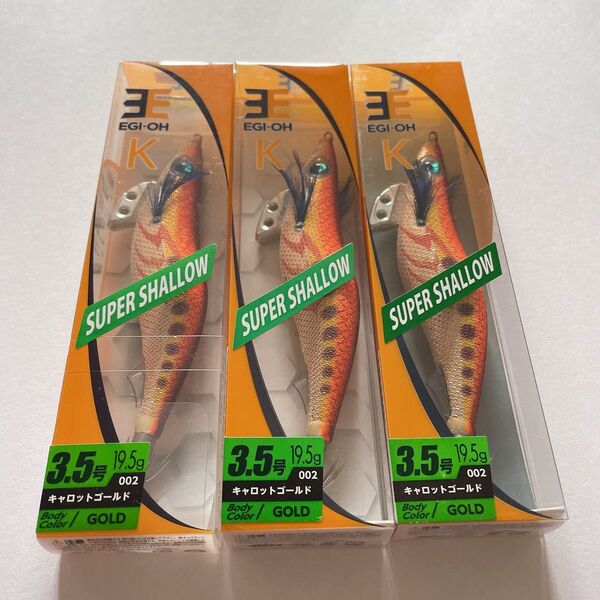 EGI-OH
K
SUPER SHALLOW
3.5号 19.5g
002
キャロットゴールド
Body Color/ GOLD
EGI-OH
K
SUPER SHALLOW
3.5号 19.5g
002
キャロットゴールド
Body Color/ GOLD
EGI-OH
K
SUPER SHALLOW
3.5号 19.5g
002
キャロットゴールド
Body Color/ GOLD